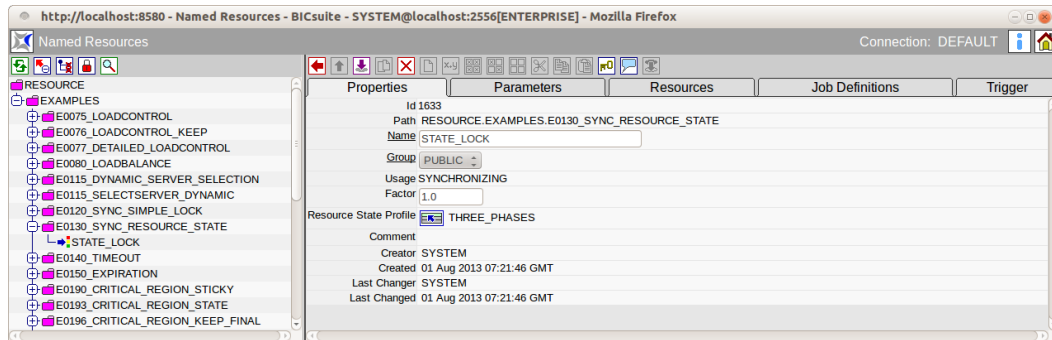 http://localhost:8580 - Named Resources - BICsuite - SYSTEM@localhost:2556[ENTERPRISE] - Mozilla Firefox
Named Resources
Connection: DEFAULT
RESOURCE
EXAMPLES
E0075_LOADCONTROL
E0076_LOADCONTROL_KEEP
E0077_DETAILED_LOADCONTROL
E0080_LOADBALANCE
E0115_DYNAMIC_SERVER_SELECTION
E0115_SELECTSERVER_DYNAMIC
E0120_SYNC_SIMPLE_LOCK
E0130_SYNC_RESOURCE_STATE
STATE_LOCK
E0140_TIMEOUT
E0150_EXPIRATION
E0190_CRITICAL_REGION_STICKY
E0193_CRITICAL_REGION_STATE
E0196_CRITICAL_REGION_KEEP_FINAL
Properties Parameters Resources Job Definitions Trigger
Id 1633
Path RESOURCE.EXAMPLES.E0130_SYNC_RESOURCE_STATE
Name STATE_LOCK
Group PUBLIC
Usage SYNCHRONIZING
Factor 1.0
Resource State Profile THREE_PHASES
Comment
Creator SYSTEM
Created 01 Aug 2013 07:21:46 GMT
Last Changer SYSTEM
Last Changed 01 Aug 2013 07:21:46 GMT